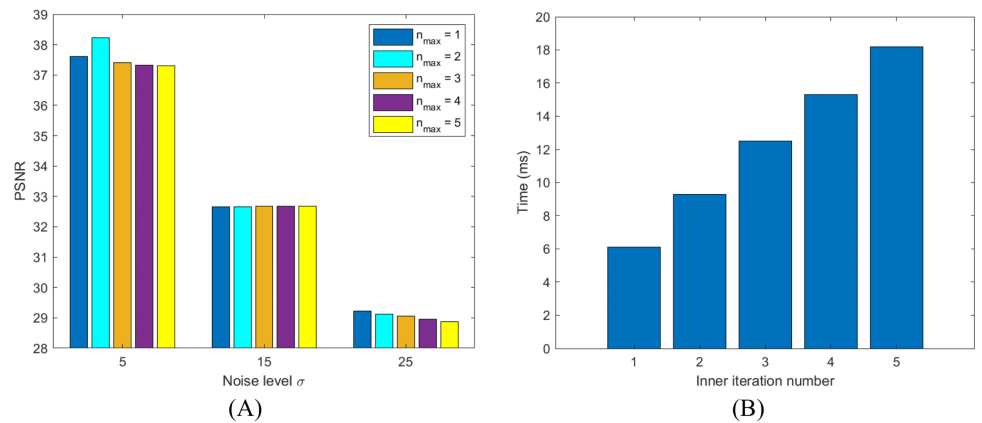 39
38
37
36
35
34
33
32
31
30
29
28
PSNR
5
15
25
Noise level σ
n_max = 1
n_max = 2
n_max = 3
n_max = 4
n_max = 5
(A)
20
18
16
14
12
10
8
6
4
2
0
Time (ms)
1
2
3
4
5
Inner iteration number
(B)